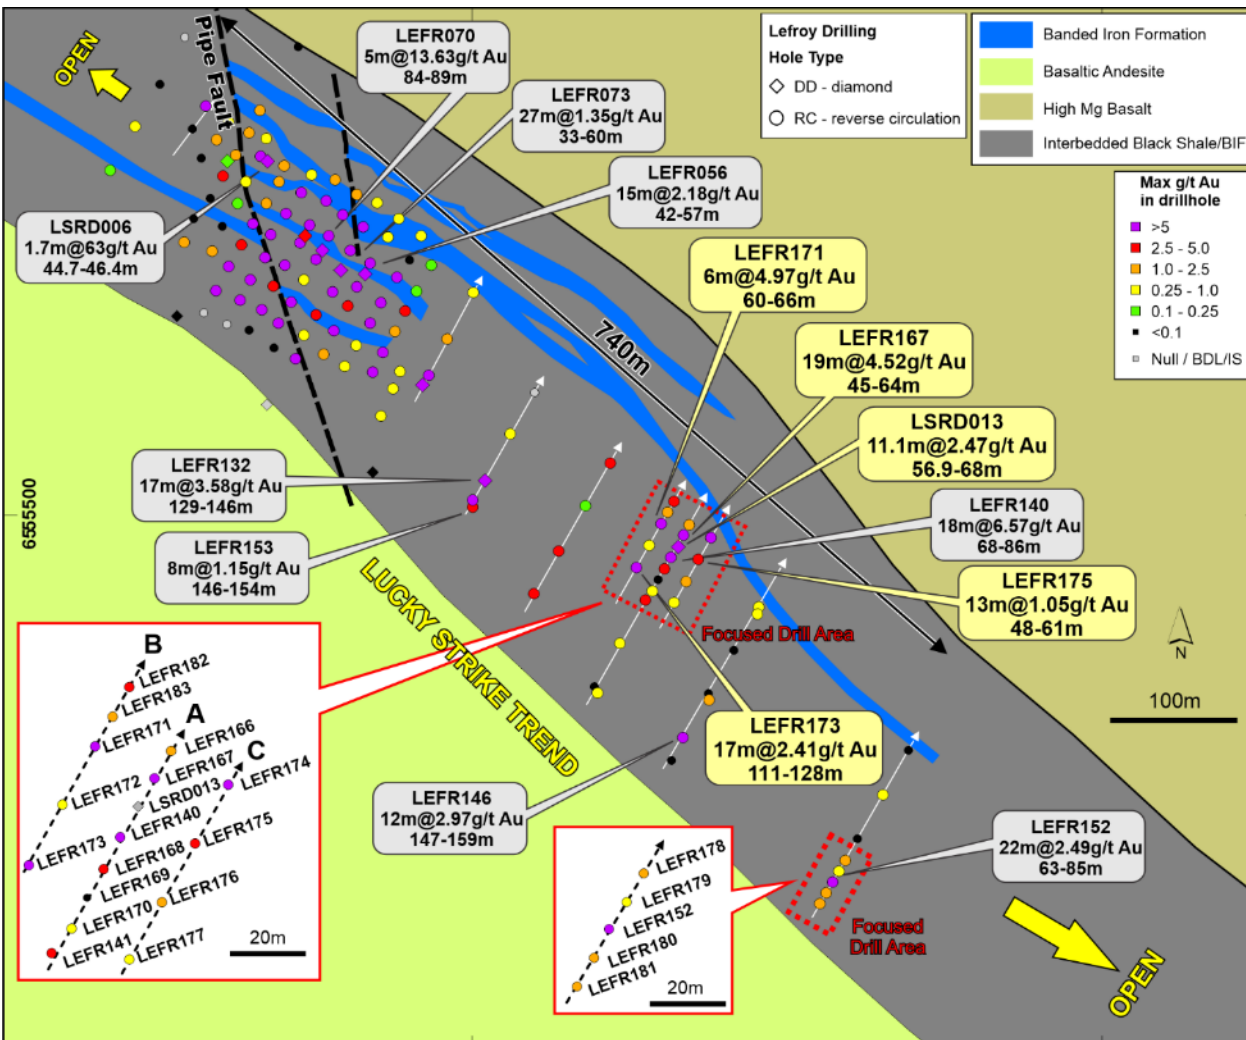 OPEN
Pipe Fault
LEFR070
5m@13.63g/t Au
84-89m
LEFR073
27m@1.35g/t Au
33-60m
LEFR056
15m@2.18g/t Au
42-57m
LSRD006
1.7m@63g/t Au
44.7-46.4m
Lefroy Drilling
Hole Type
DD - diamond
RC - reverse circulation
Banded Iron Formation
Basaltic Andesite
High Mg Basalt
Interbedded Black Shale/BIF
Max g/t Au
in drillhole
>5
2.5 - 5.0
1.0 - 2.5
0.25 - 1.0
0.1 - 0.25
<0.1
Null / BDL/IS
740m
LEFR171
6m@4.97g/t Au
60-66m
LEFR167
19m@4.52g/t Au
45-64m
LSRD013
11.1m@2.47g/t Au
56.9-68m
LEFR140
18m@6.57g/t Au
68-86m
LEFR175
13m@1.05g/t Au
48-61m
LEFR132
17m@3.58g/t Au
129-146m
LEFR153
8m@1.15g/t Au
146-154m
6555500
LUCKY STRIKE TREND
Focused Drill Area
N
100m
LEFR173
17m@2.41g/t Au
111-128m
LEFR146
12m@2.97g/t Au
147-159m
LEFR152
22m@2.49g/t Au
63-85m
Focused
Drill Area
OPEN
B
LEFR182
LEFR183
LEFR171
LEFR172
LEFR173
A
LEFR166
LEFR167
LSRD013
LEFR140
LEFR168
LEFR169
LEFR170
LEFR141
C
LEFR174
LEFR175
LEFR176
LEFR177
20m
LEFR178
LEFR179
LEFR152
LEFR180
LEFR181
20m